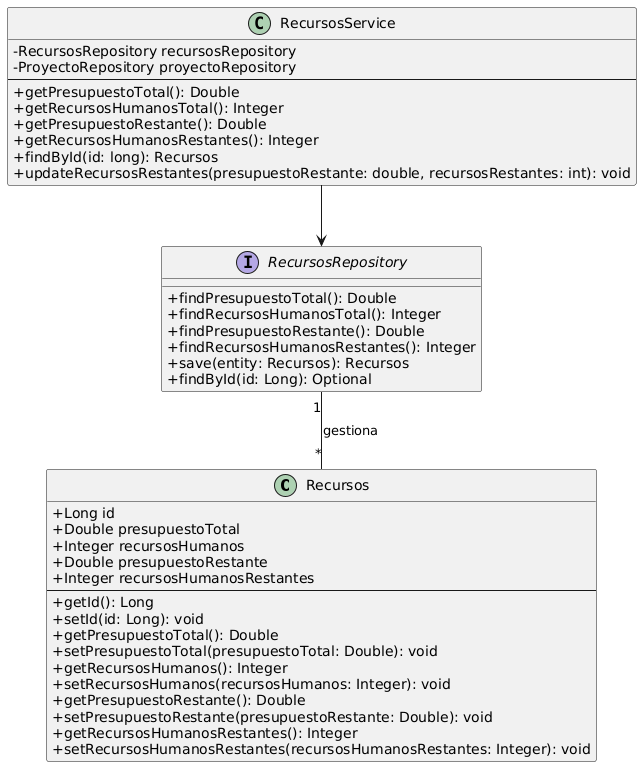 C RecursosService
-RecursosRepository recursosRepository
-ProyectoRepository proyectoRepository
+getPresupuestoTotal(): Double
+getRecursosHumanosTotal(): Integer
+getPresupuestoRestante(): Double
+getRecursosHumanosRestantes(): Integer
+findById(id: long): Recursos
+updateRecursosRestantes(presupuestoRestante: double, recursosRestantes: int): void
I RecursosRepository
+findPresupuestoTotal(): Double
+findRecursosHumanosTotal(): Integer
+findPresupuestoRestante(): Double
+findRecursosHumanosRestantes(): Integer
+save(entity: Recursos): Recursos
+findById(id: Long): Optional
1
gestiona
*
C Recursos
+Long id
+Double presupuestoTotal
+Integer recursosHumanos
+Double presupuestoRestante
+Integer recursosHumanosRestantes
+getId(): Long
+setId(id: Long): void
+getPresupuestoTotal(): Double
+setPresupuestoTotal(presupuestoTotal: Double): void
+getRecursosHumanos(): Integer
+setRecursosHumanos(recursosHumanos: Integer): void
+getPresupuestoRestante(): Double
+setPresupuestoRestante(presupuestoRestante: Double): void
+getRecursosHumanosRestantes(): Integer
+setRecursosHumanosRestantes(recursosHumanosRestantes: Integer): void